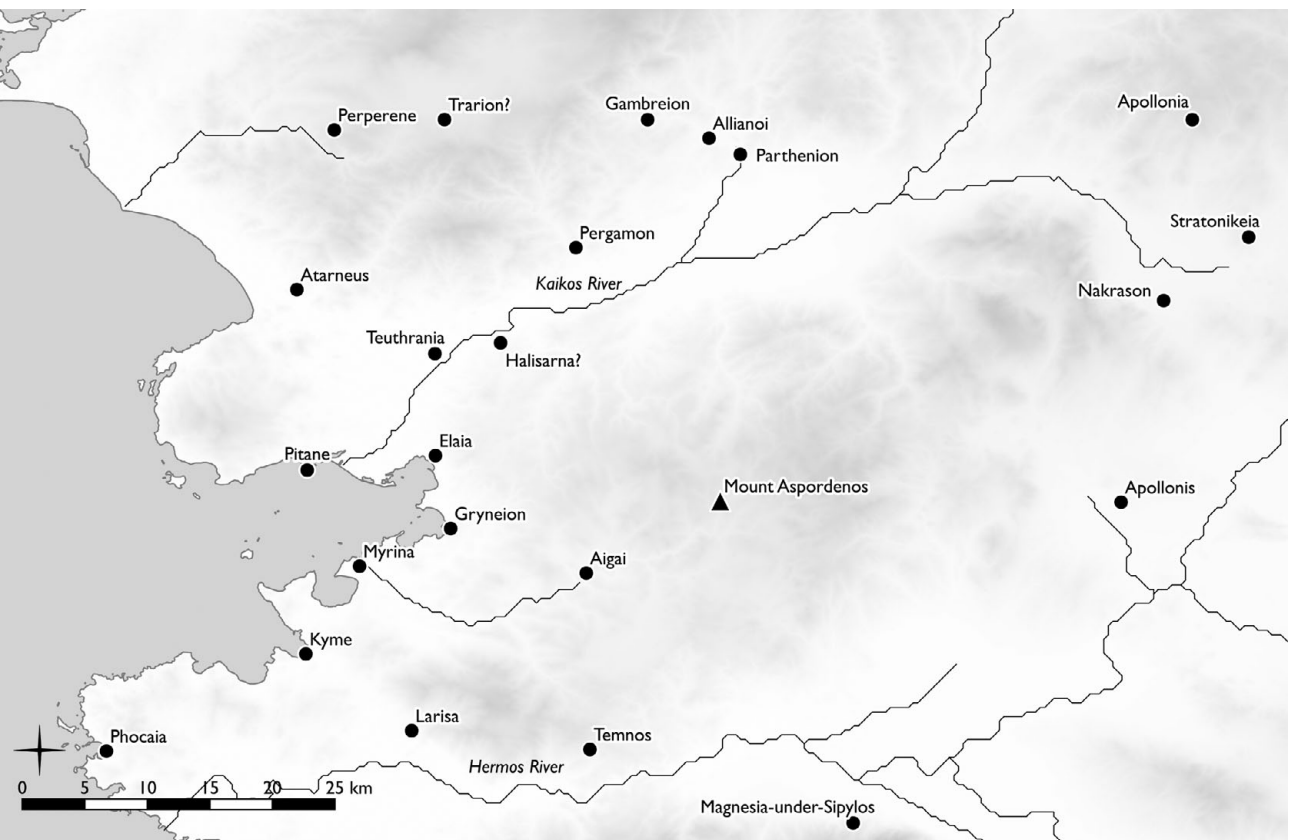 Gambreion
Apollonia
Trarion?
Perperene
Allianoi
Parthenion
Stratonikeia
Pergamon
Atarneus
Kaikos River
Nakrason
Teuthrania
Halisarna?
Elaia
Pitane
Mount Aspordenos
Apollonis
Gryneion
Myrina
Aigai
Kyme
Larisa
Phocaia
Temnos
Hermos River
0 5 10 15 20 25 km
Magnesia-under-Sipylos